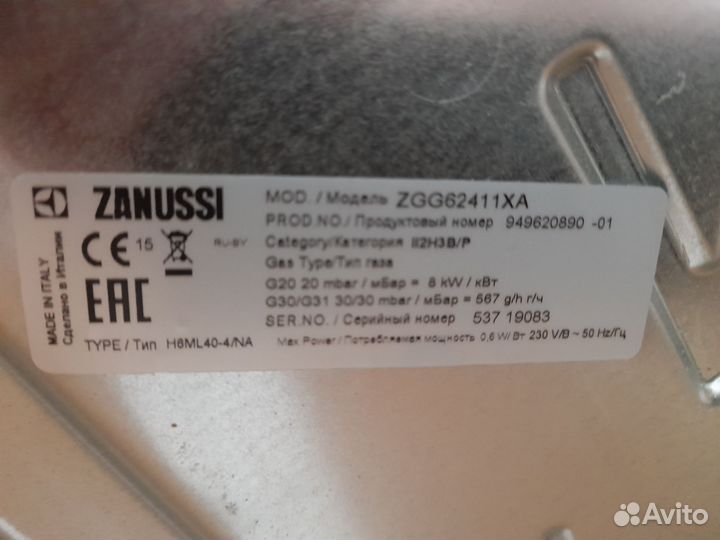 ZANUSSI
MOD. / Модель ZGG62411XA
PROD.NO. / Продуктовый номер 949620890 -01
CE 15 RU-BY
Category/Категория II2H3B/P
Gas Type/Тип газа
G20 20 mbar / мБар = 8 kW / кВт
G30/G31 30/30 mbar / мБар = 567 g/h г/ч
EAC
SER.NO. / Серийный номер 537 19083
TYPE / Тип H6ML40-4/NA
Max Power / Потребляемая мощность 0,6 W/ Вт 230 V/В ~ 50 Hz/Гц
MADE IN ITALY
Сделано в Италии
Avito